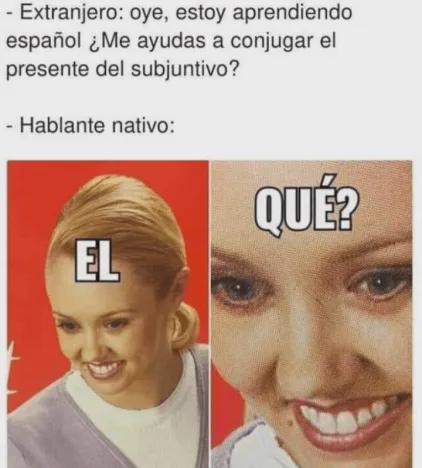 - Extranjero: oye, estoy aprendiendo
español ¿Me ayudas a conjugar el
presente del subjuntivo?
- Hablante nativo:
EL
QUÉ?